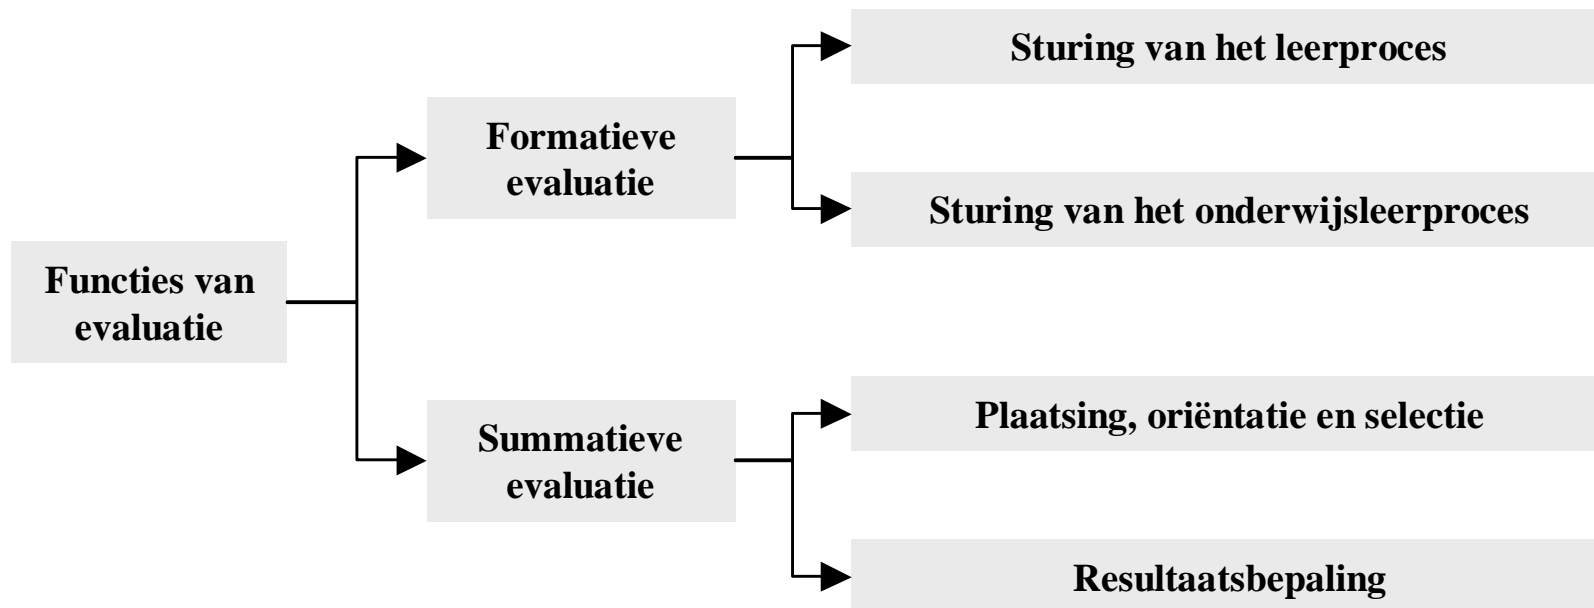 Functies van
evaluatie
Formatieve
evaluatie
Sturing van het leerproces
Sturing van het onderwijsleerproces
Summatieve
evaluatie
Plaatsing, oriëntatie en selectie
Resultaatsbepaling